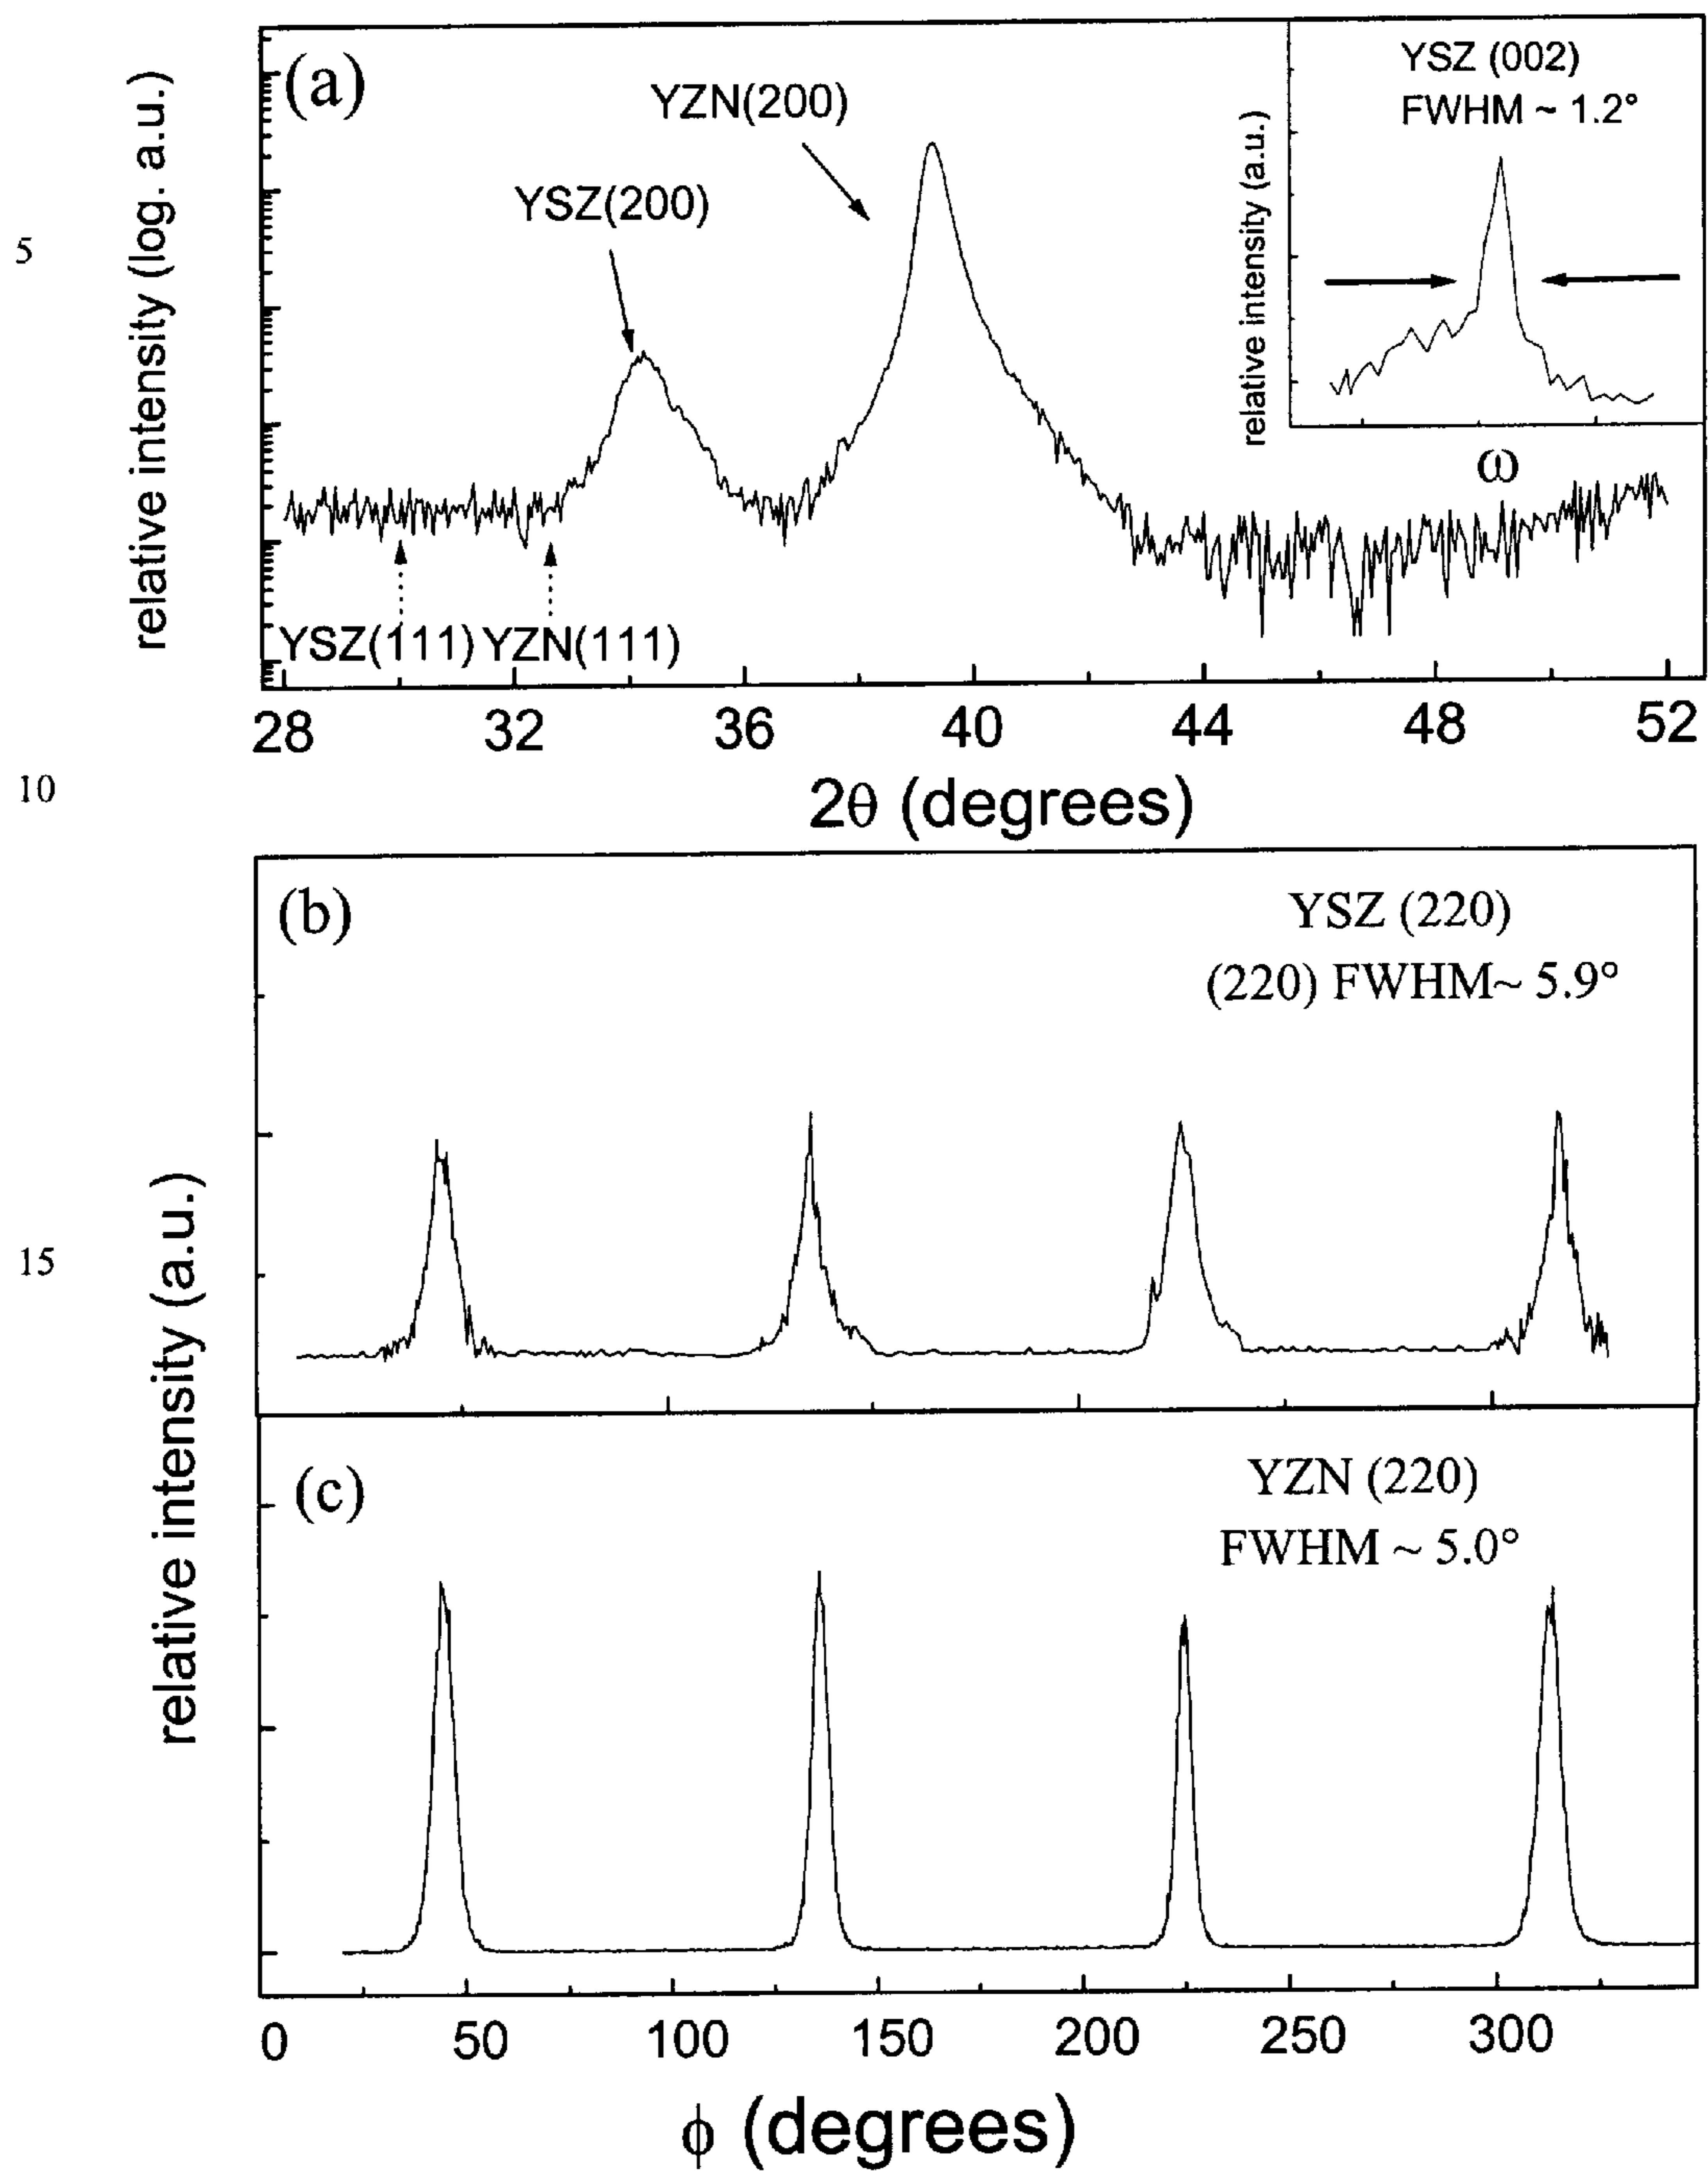 (a)
YZN(200)
YSZ(200)
YSZ (002)
FWHM ~ 1.2°
relative intensity (a.u.)
ω
relative intensity (log. a.u.)
5
YSZ(111) YZN(111)
28 32 36 40 44 48 52
2θ (degrees)
10
(b)
YSZ (220)
(220) FWHM~ 5.9°
15
relative intensity (a.u.)
(c)
YZN (220)
FWHM ~ 5.0°
0 50 100 150 200 250 300
ϕ (degrees)